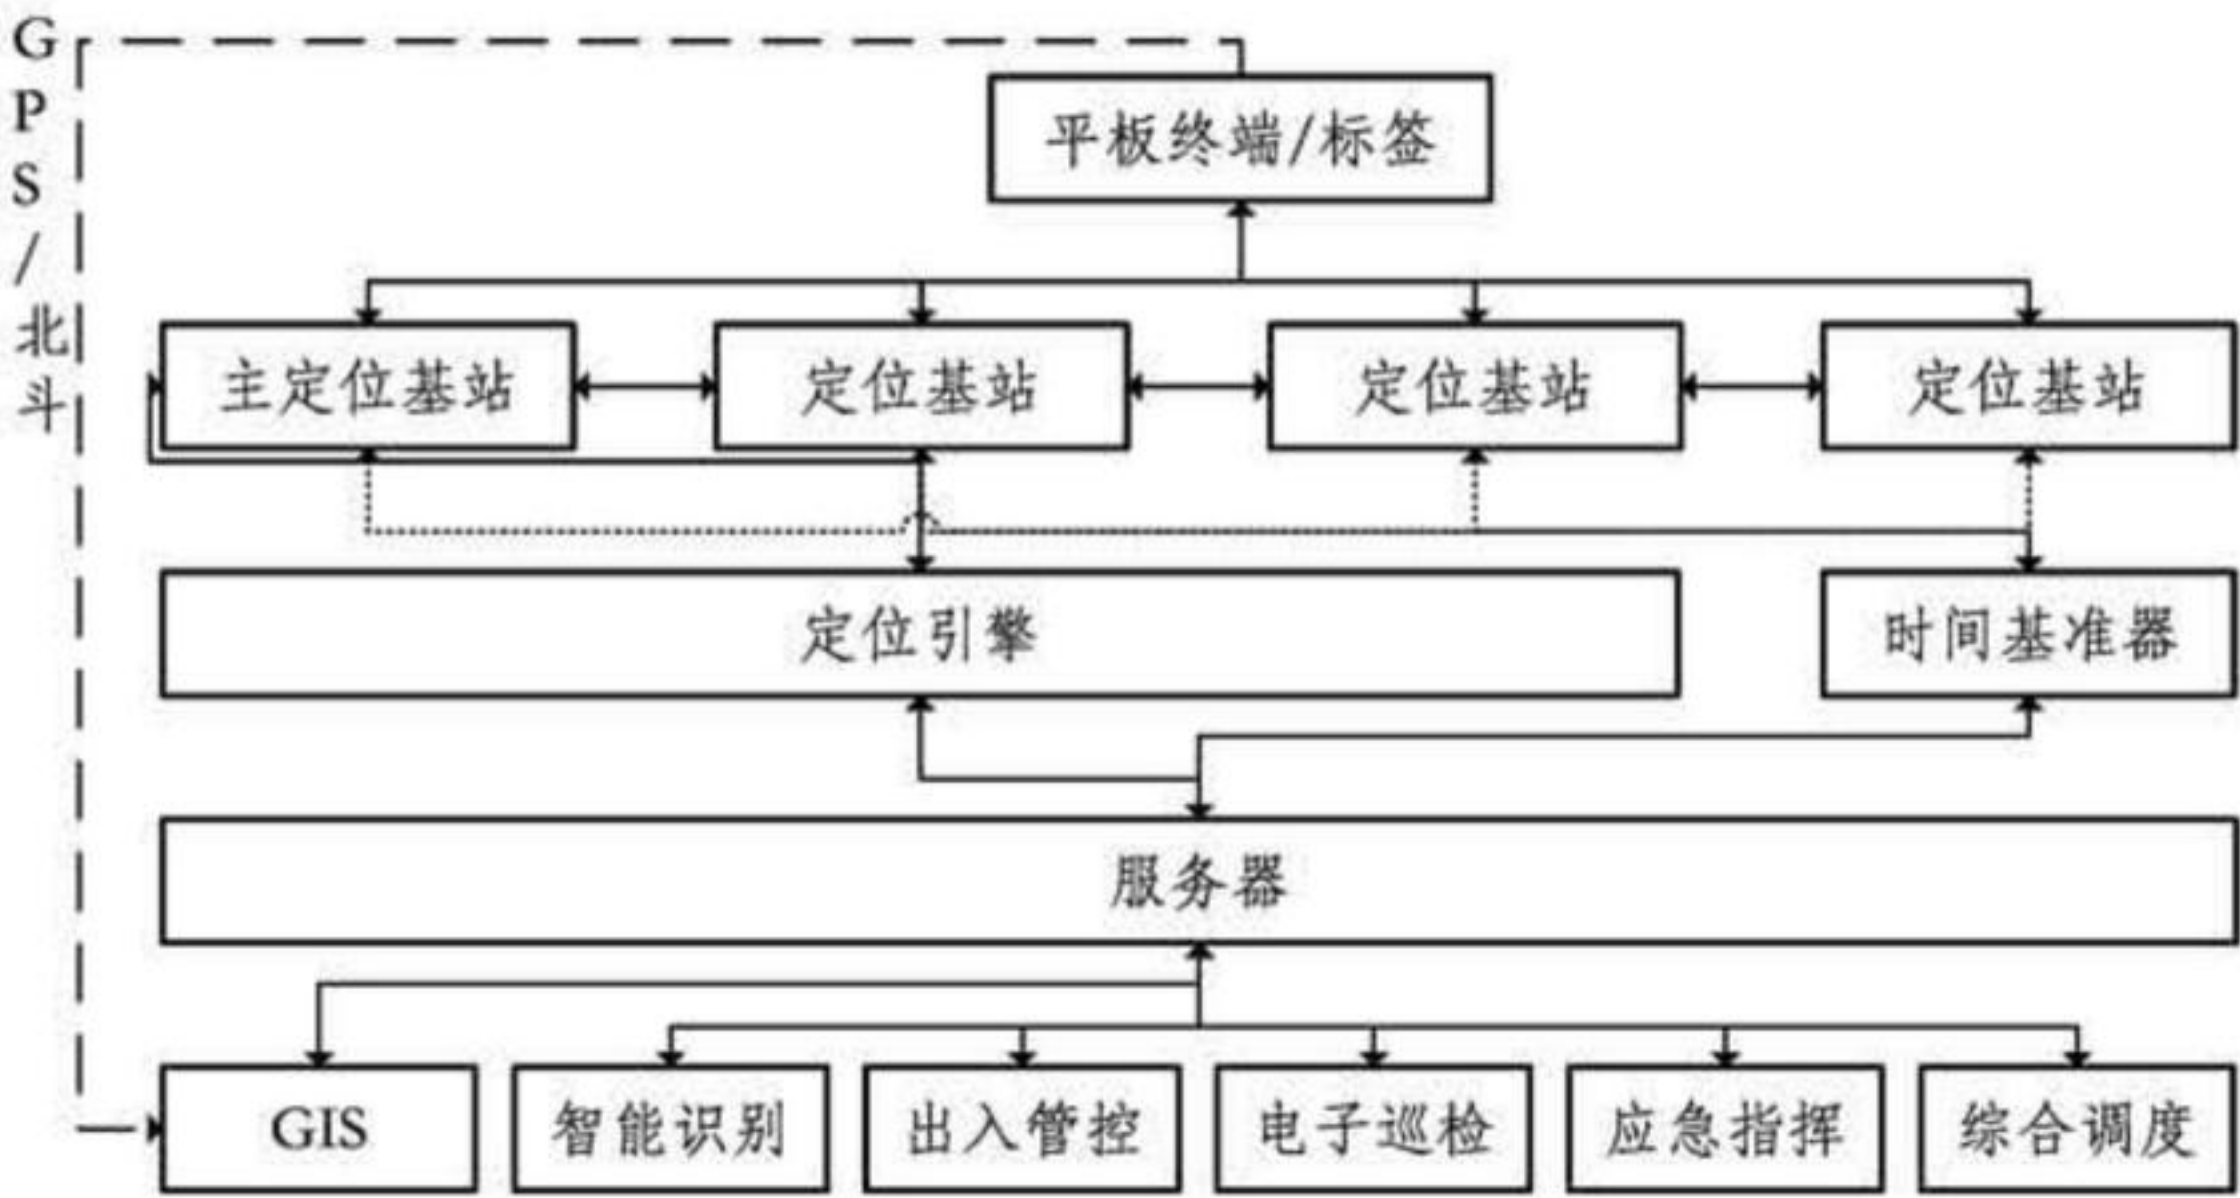 GPS/北斗
平板终端/标签
主定位基站
定位基站
定位基站
定位基站
定位引擎
时间基准器
服务器
GIS
智能识别
出入管控
电子巡检
应急指挥
综合调度